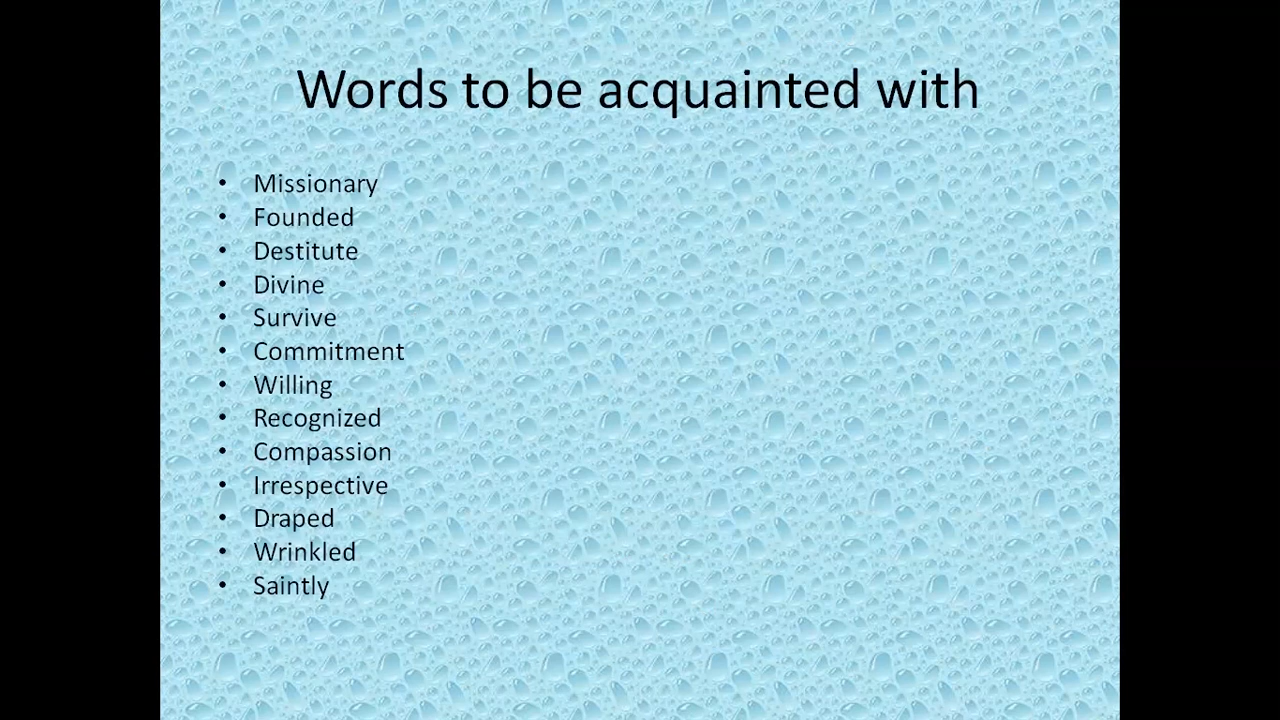 Words to be acquainted with
• Missionary
• Founded
• Destitute
• Divine
• Survive
• Commitment
• Willing
• Recognized
• Compassion
• Irrespective
• Draped
• Wrinkled
• Saintly